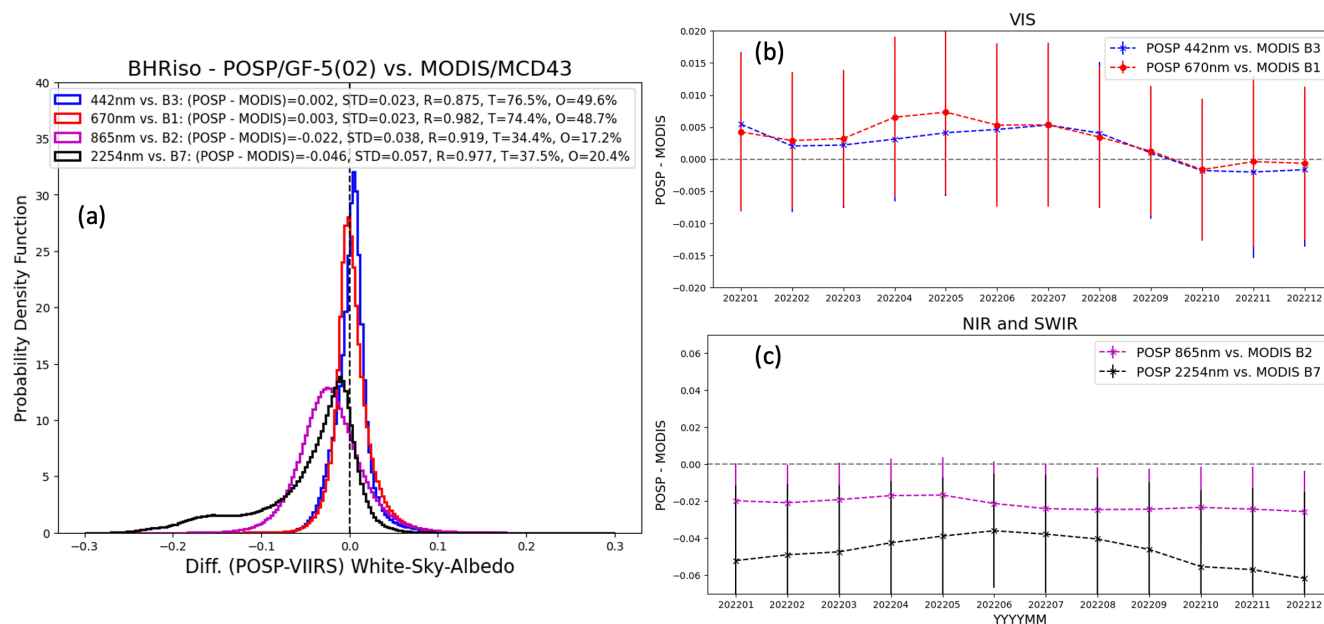 BHRiso - POSP/GF-5(02) vs. MODIS/MCD43
442nm vs. B3: (POSP - MODIS)=0.002, STD=0.023, R=0.875, T=76.5%, O=49.6%
670nm vs. B1: (POSP - MODIS)=0.003, STD=0.023, R=0.982, T=74.4%, O=48.7%
865nm vs. B2: (POSP - MODIS)=-0.022, STD=0.038, R=0.919, T=34.4%, O=17.2%
2254nm vs. B7: (POSP - MODIS)=-0.046, STD=0.057, R=0.977, T=37.5%, O=20.4%
(a)
Probability Density Function
40
35
30
25
20
15
10
5
0
−0.3 −0.2 −0.1 0.0 0.1 0.2 0.3
Diff. (POSP-VIIRS) White-Sky-Albedo
VIS
(b)
POSP 442nm vs. MODIS B3
POSP 670nm vs. MODIS B1
POSP - MODIS
0.020
0.015
0.010
0.005
0.000
−0.005
−0.010
−0.015
−0.020
202201 202202 202203 202204 202205 202206 202207 202208 202209 202210 202211 202212
NIR and SWIR
(c)
POSP 865nm vs. MODIS B2
POSP 2254nm vs. MODIS B7
POSP - MODIS
0.06
0.04
0.02
0.00
−0.02
−0.04
−0.06
202201 202202 202203 202204 202205 202206 202207 202208 202209 202210 202211 202212
YYYYMM